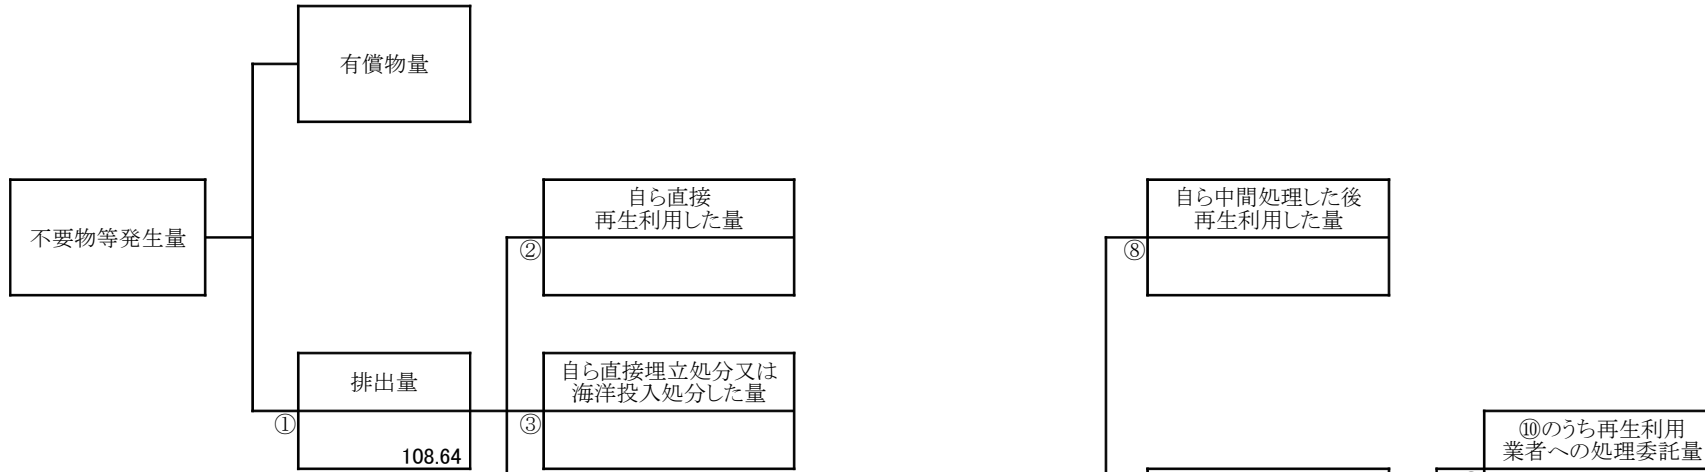 有償物量
不要物等発生量
自ら直接
再生利用した量
②
自ら中間処理した後
再生利用した量
⑧
排出量
①
108.64
自ら直接埋立処分又は
海洋投入処分した量
③
⑩のうち再生利用
業者への処理委託量